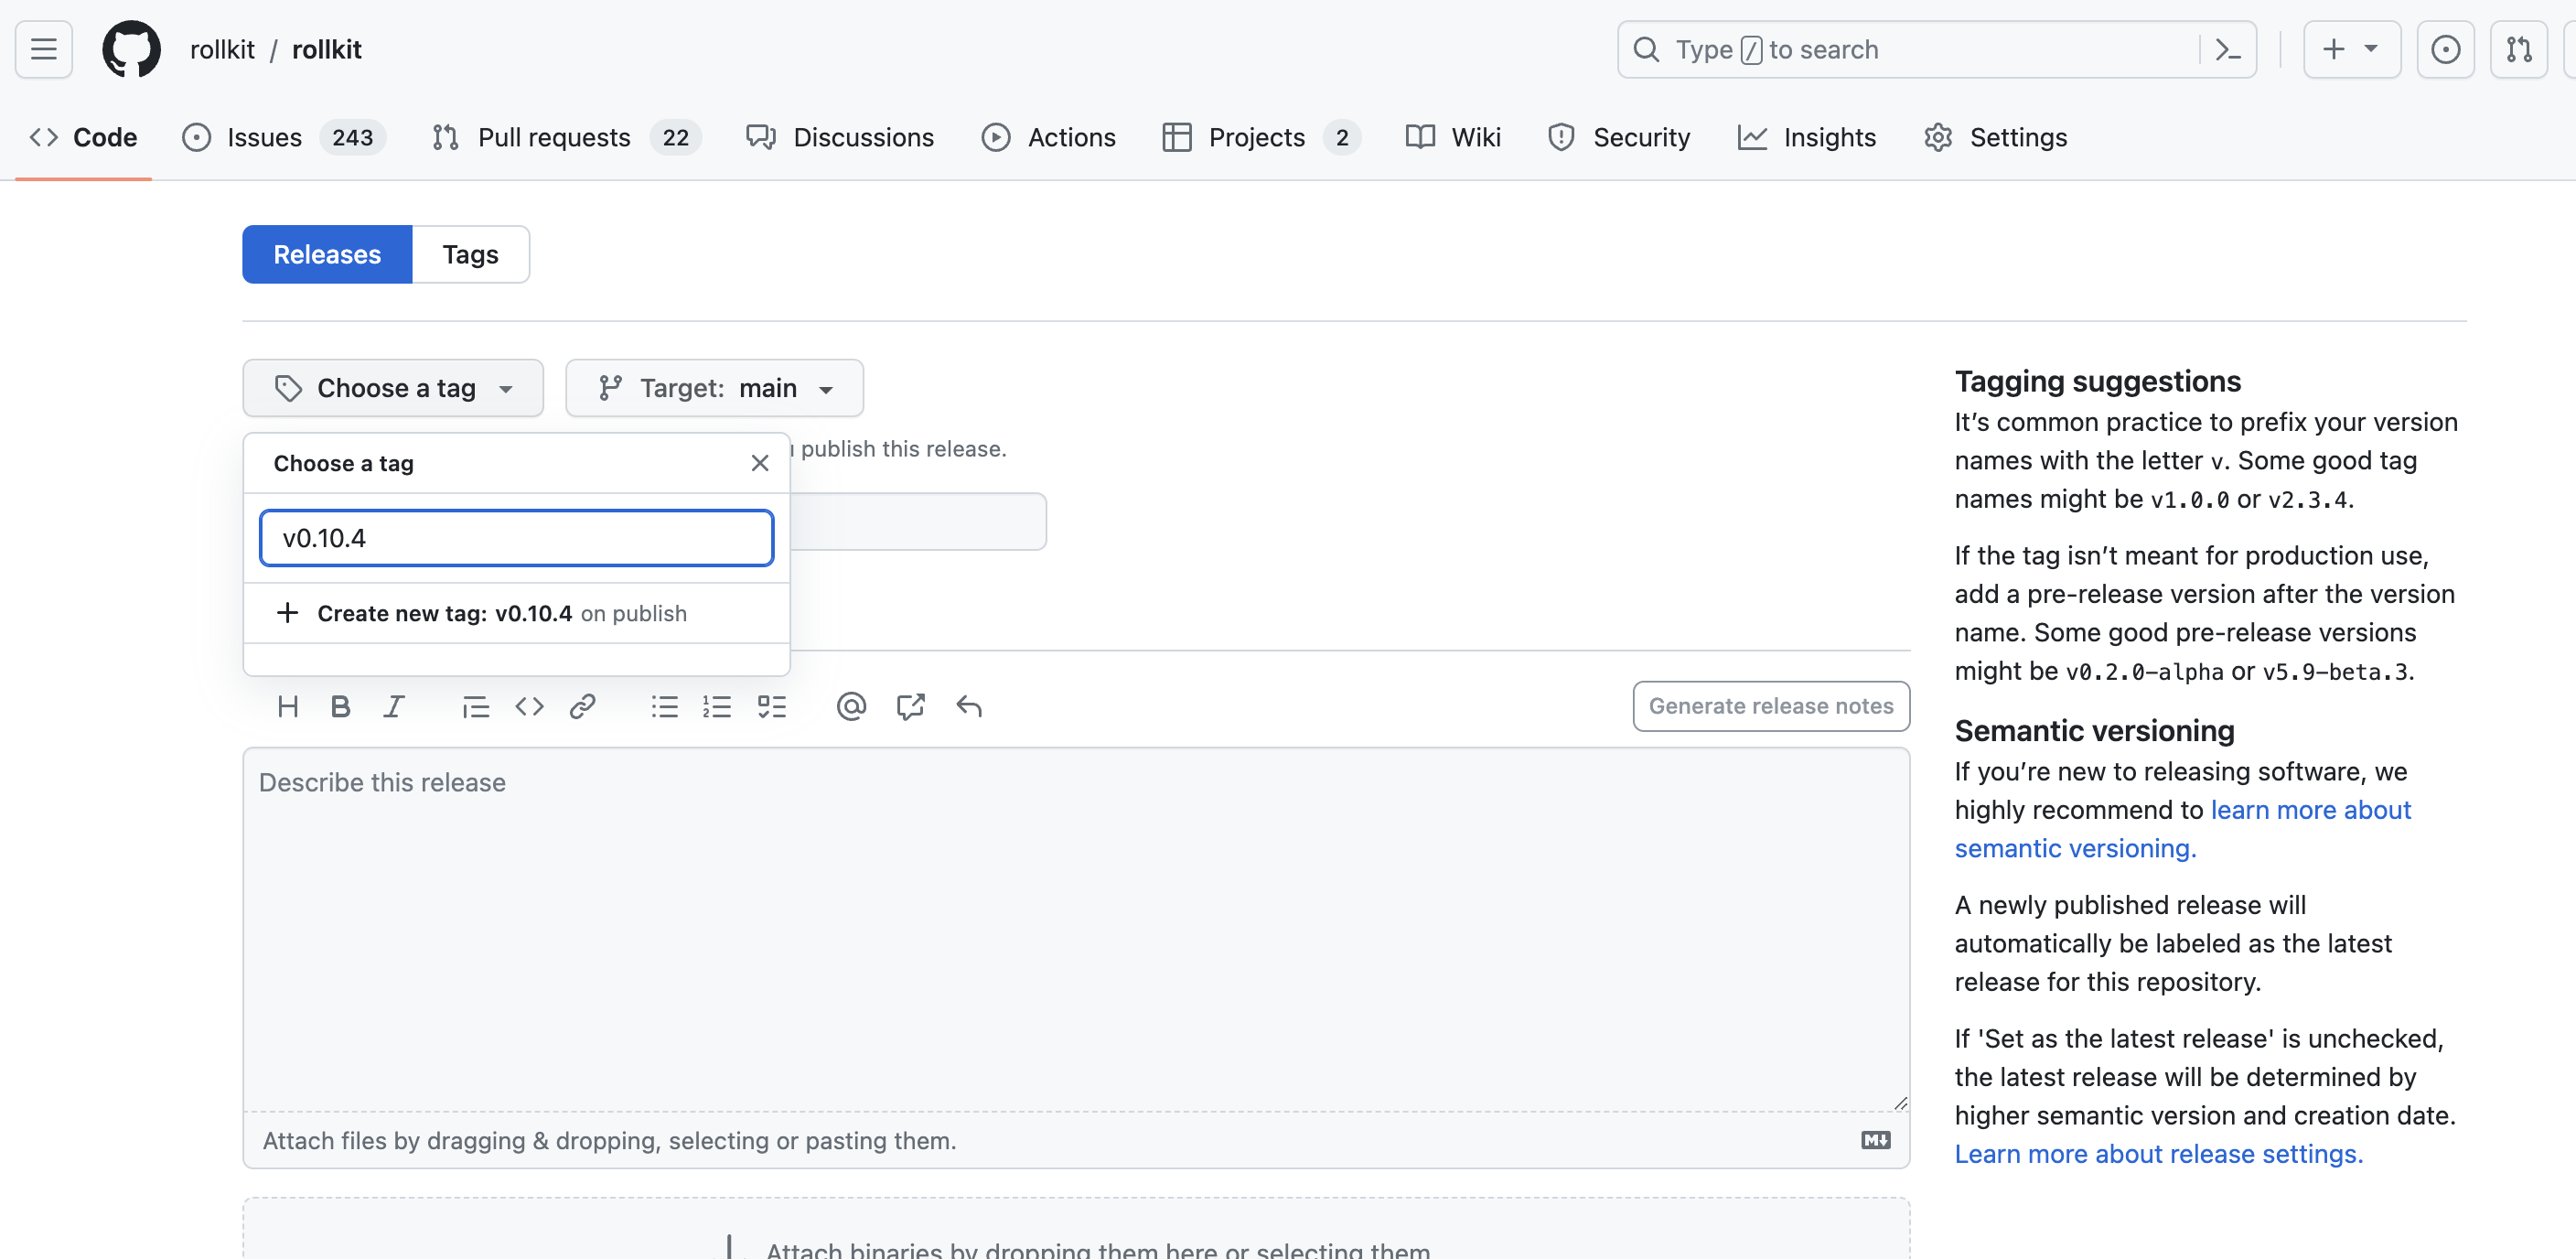 rollkit / rollkit
Type / to search
Code
Issues 243
Pull requests 22
Discussions
Actions
Projects 2
Wiki
Security
Insights
Settings
Releases
Tags
Choose a tag
Target: main
publish this release.
Choose a tag
v0.10.4
Create new tag: v0.10.4 on publish
Generate release notes
Describe this release
Attach files by dragging & dropping, selecting or pasting them.
Attach binaries by dropping them here or selecting them
Tagging suggestions
It’s common practice to prefix your version
names with the letter v. Some good tag
names might be v1.0.0 or v2.3.4.
If the tag isn’t meant for production use,
add a pre-release version after the version
name. Some good pre-release versions
might be v0.2.0-alpha or v5.9-beta.3.
Semantic versioning
If you’re new to releasing software, we
highly recommend to learn more about
semantic versioning.
A newly published release will
automatically be labeled as the latest
release for this repository.
If 'Set as the latest release' is unchecked,
the latest release will be determined by
higher semantic version and creation date.
Learn more about release settings.